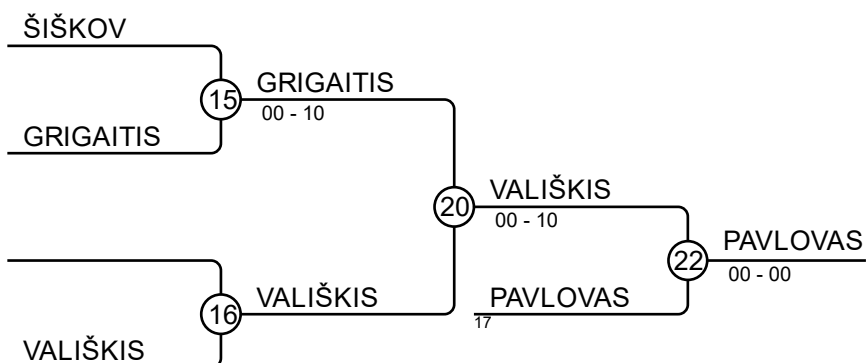 ŠIŠKOV
15
GRIGAITIS
00 - 10
GRIGAITIS
20
VALIŠKIS
00 - 10
22
PAVLOVAS
00 - 00
16
VALIŠKIS
PAVLOVAS
17
VALIŠKIS